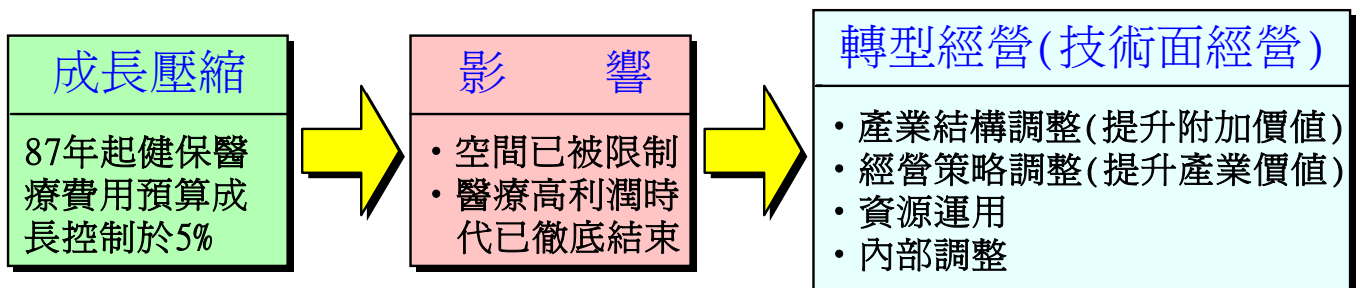 成長壓縮
87年起健保醫
療費用預算成
長控制於5%
影 響
・空間已被限制
・醫療高利潤時
代已徹底結束
轉型經營(技術面經營)
・產業結構調整(提升附加價值)
・經營策略調整(提升產業價值)
・資源運用
・內部調整